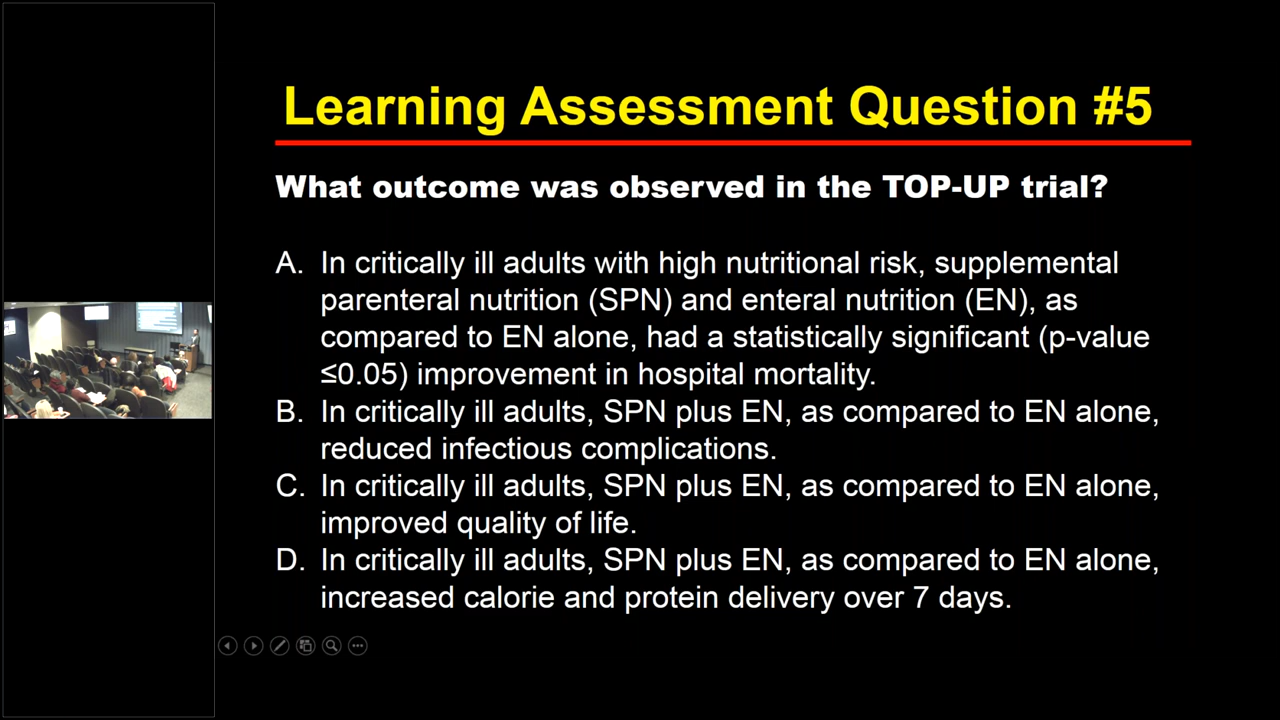 Learning Assessment Question #5
What outcome was observed in the TOP-UP trial?
A. In critically ill adults with high nutritional risk, supplemental
parenteral nutrition (SPN) and enteral nutrition (EN), as
compared to EN alone, had a statistically significant (p-value
≤0.05) improvement in hospital mortality.
B. In critically ill adults, SPN plus EN, as compared to EN alone,
reduced infectious complications.
C. In critically ill adults, SPN plus EN, as compared to EN alone,
improved quality of life.
D. In critically ill adults, SPN plus EN, as compared to EN alone,
increased calorie and protein delivery over 7 days.